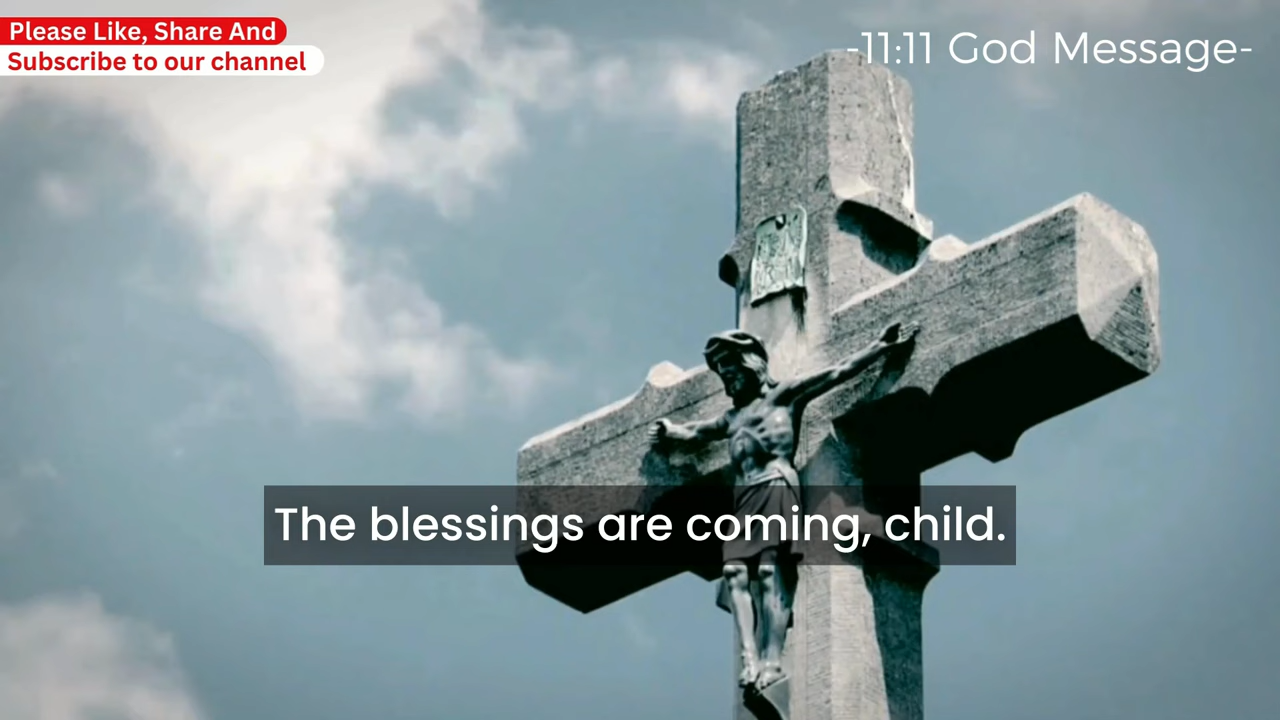 Please Like, Share And
Subscribe to our channel
-11:11 God Message-
The blessings are coming, child.